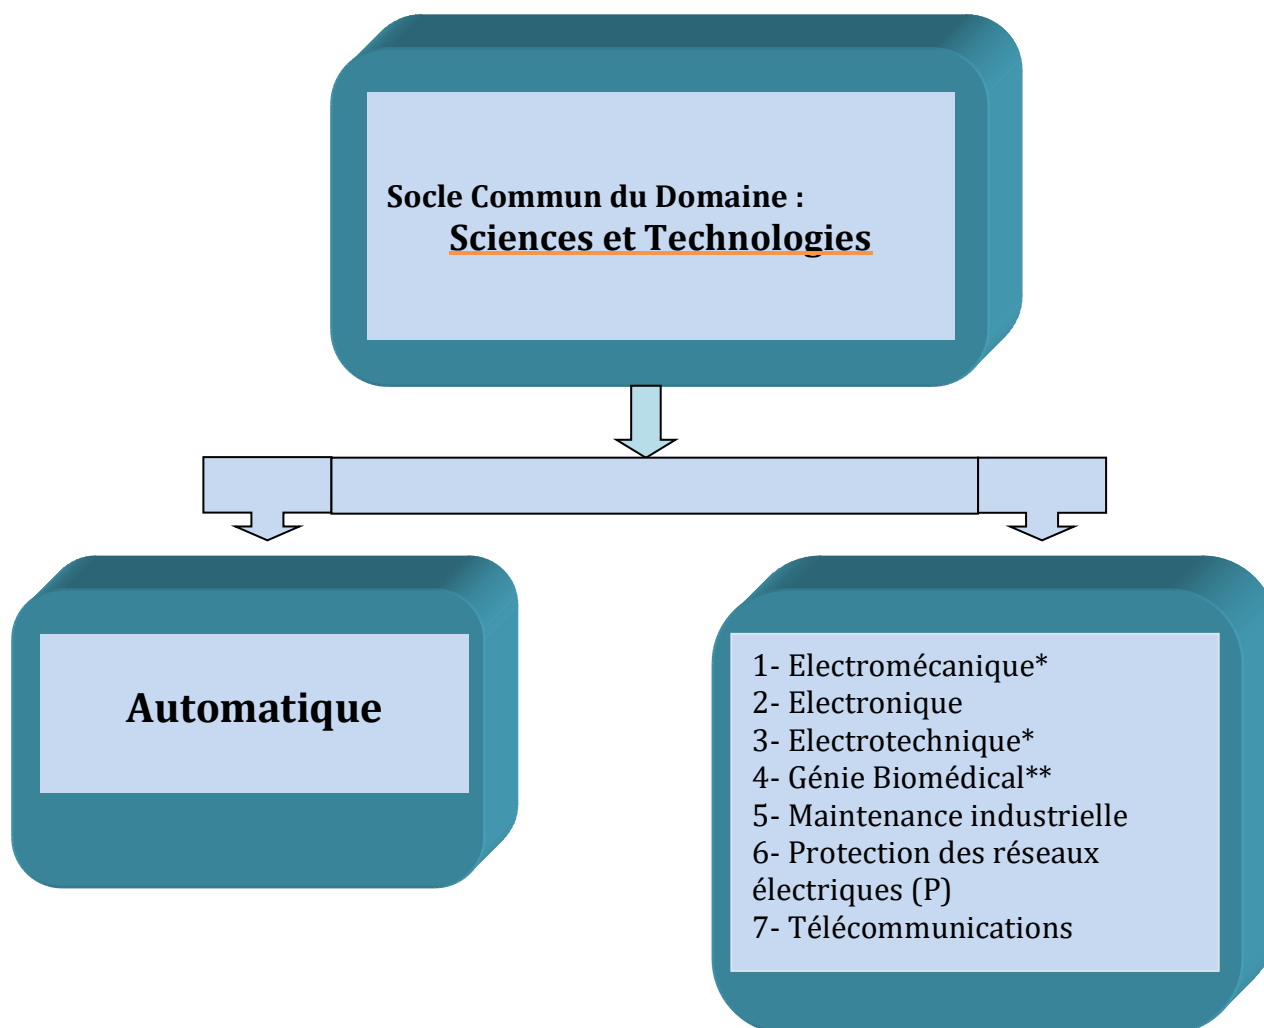 Socle Commun du Domaine :
Sciences et Technologies
Automatique
1- Electromécanique*
2- Electronique
3- Electrotechnique*
4- Génie Biomédical**
5- Maintenance industrielle
6- Protection des réseaux
électriques (P)
7- Télécommunications